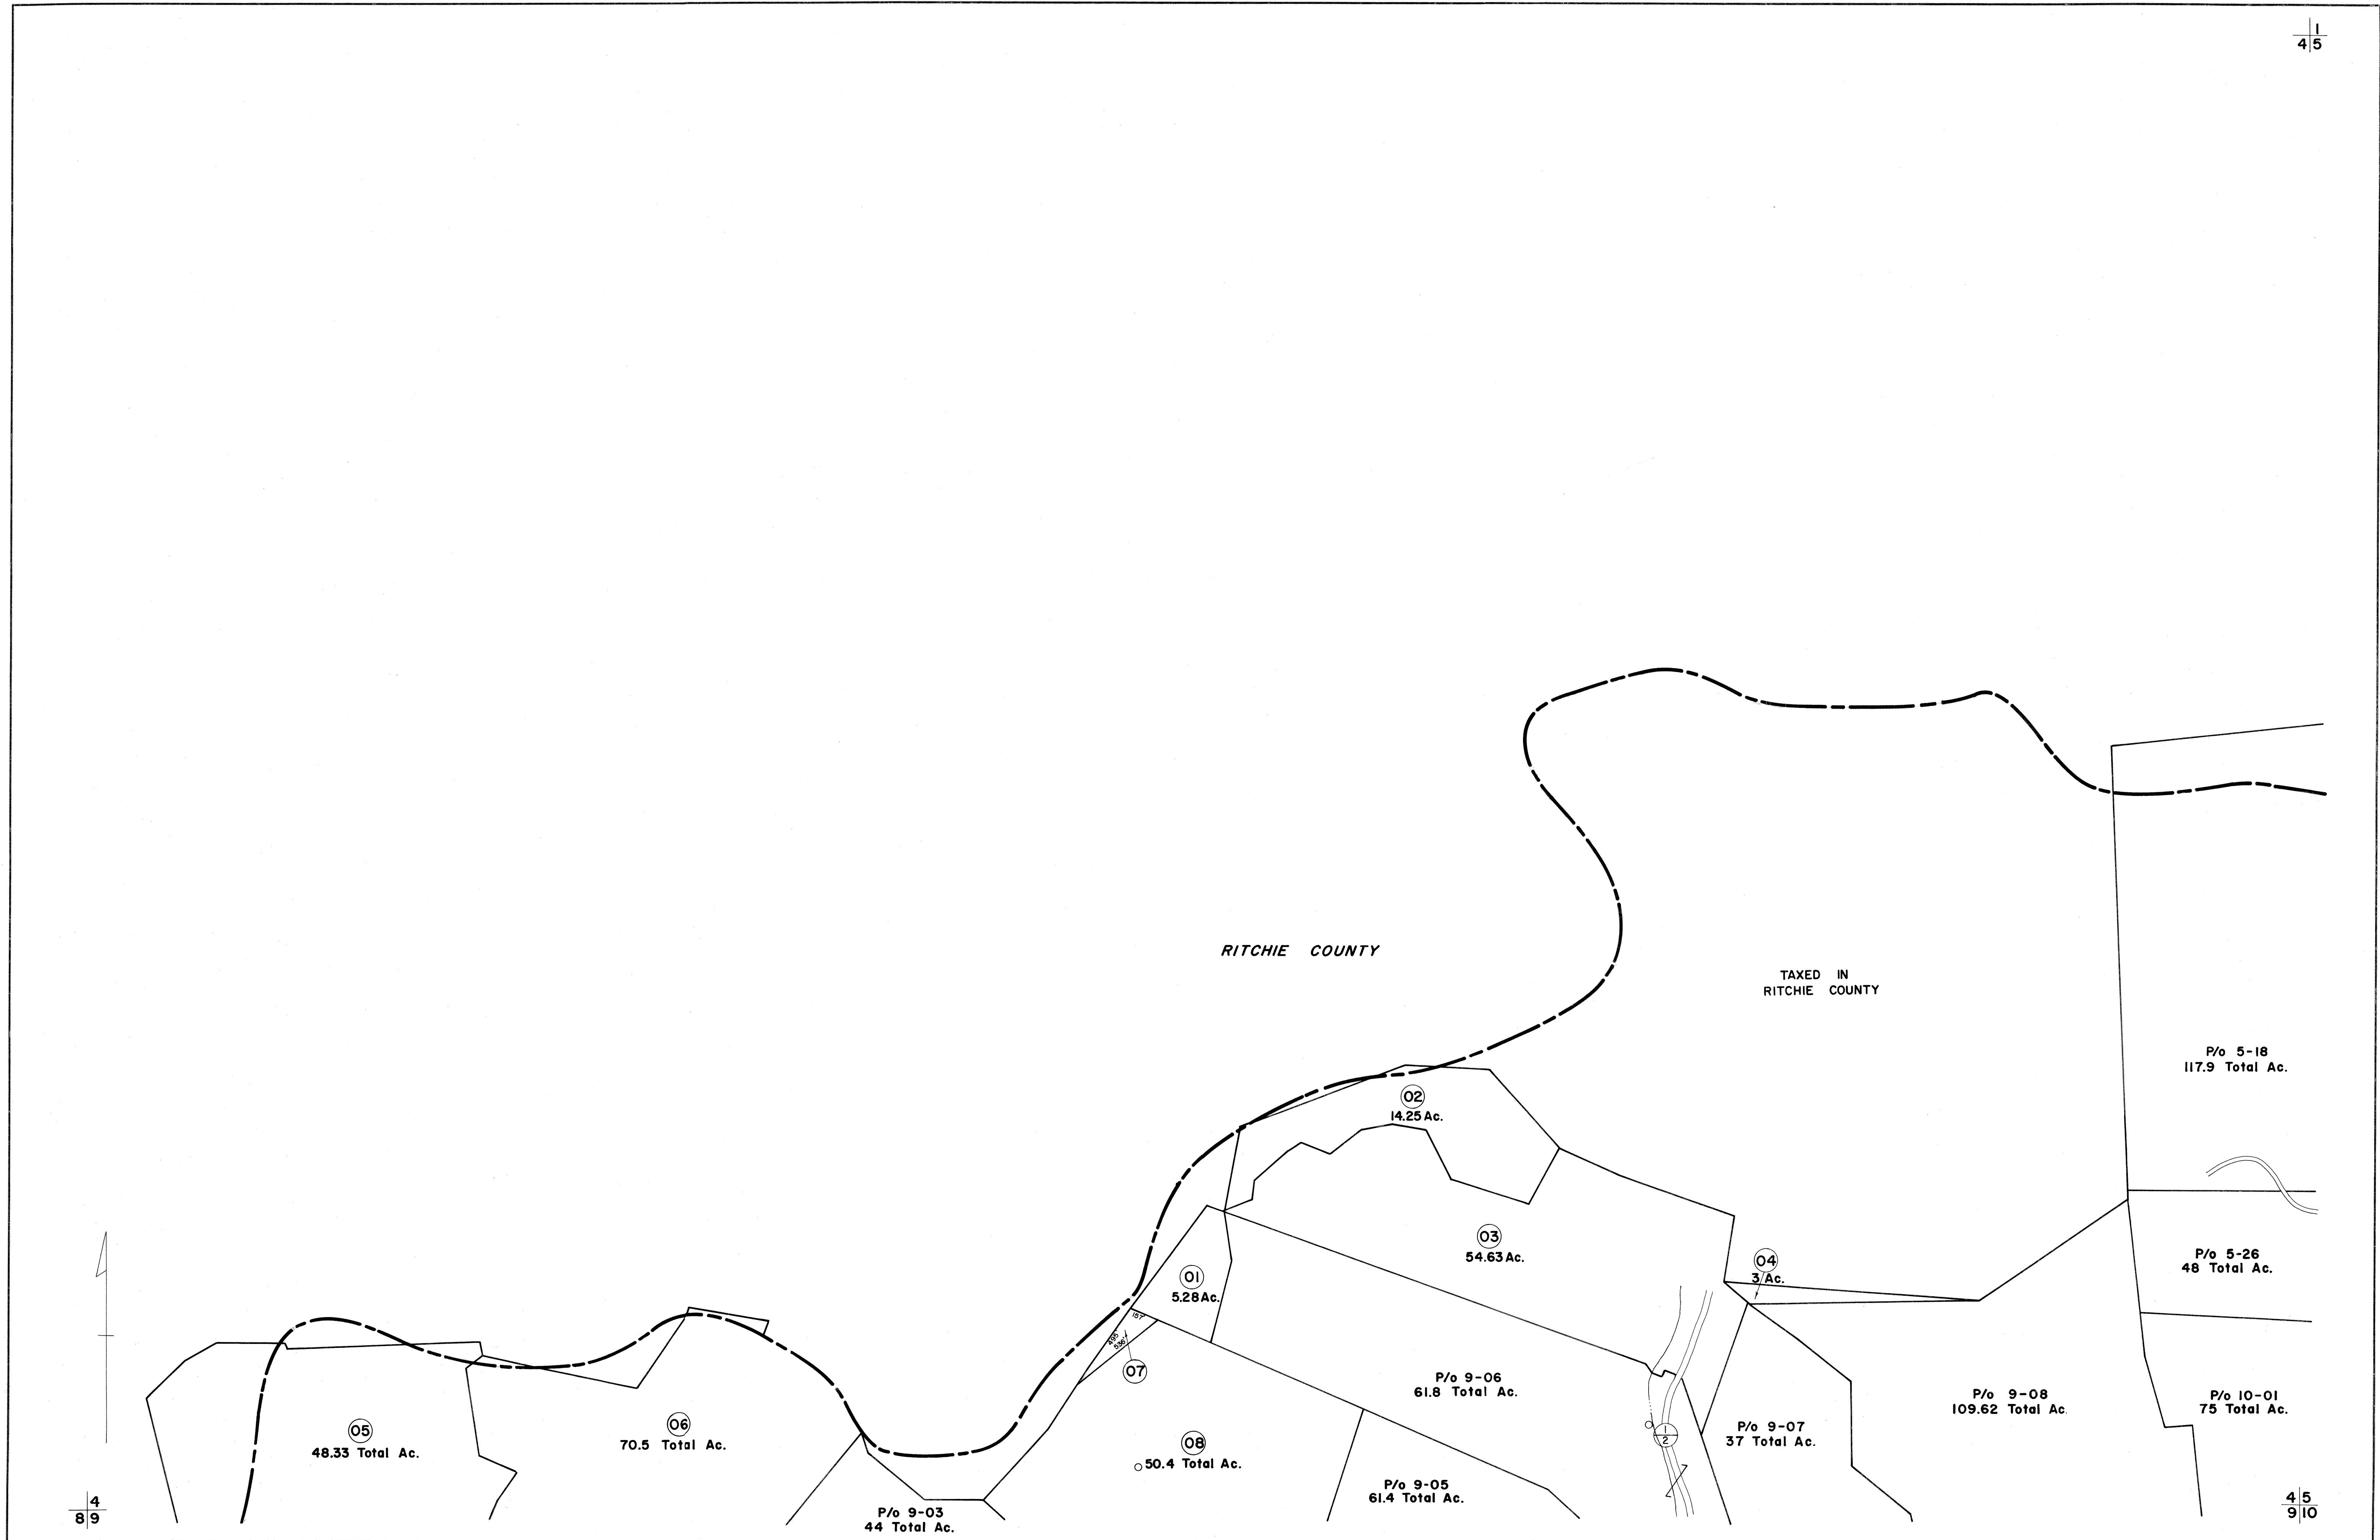 1
4 5
RITCHIE COUNTY
TAXED IN
RITCHIE COUNTY
P/o 5-18
117.9 Total Ac.
02
14.25 Ac.
03
54.63 Ac.
04
3 Ac.
P/o 5-26
48 Total Ac.
01
5.28 Ac.
157'
495'
536'
07
P/o 9-06
61.8 Total Ac.
P/o 9-08
109.62 Total Ac.
P/o 10-01
75 Total Ac.
05
48.33 Total Ac.
06
70.5 Total Ac.
08
50.4 Total Ac.
1
2
P/o 9-07
37 Total Ac.
P/o 9-05
61.4 Total Ac.
P/o 9-03
44 Total Ac.
4
8 9
4 5
9 10